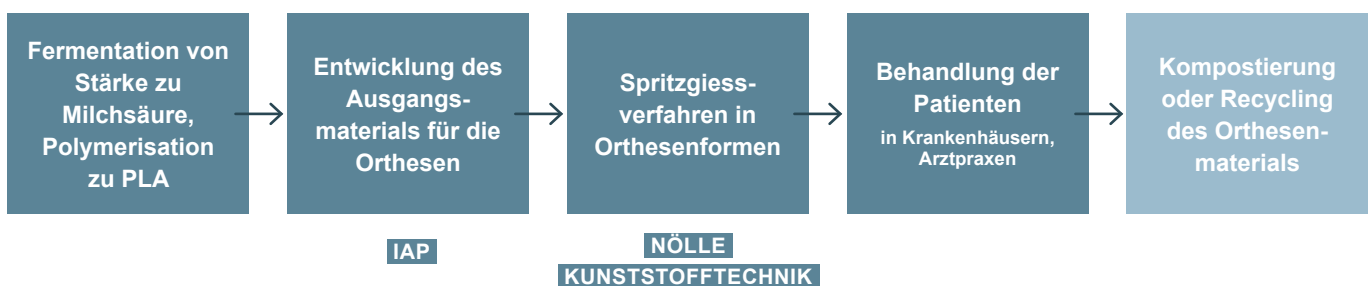 Fermentation von
Stärke zu
Milchsäure,
Polymerisation
zu PLA
Entwicklung des
Ausgangs-
materials für die
Orthesen
Spritzgiess-
verfahren in
Orthesenformen
Behandlung der
Patienten
in Krankenhäusern,
Arztpraxen
Kompostierung
oder Recycling
des Orthesen-
materials
IAP
NÖLLE
KUNSTSTOFFTECHNIK